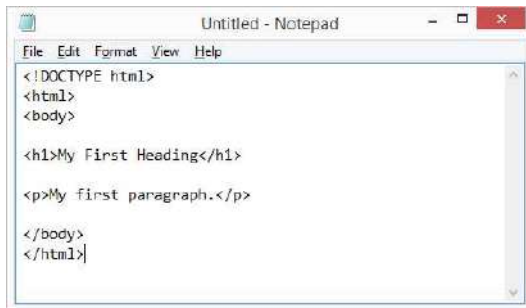 Untitled - Notepad
File Edit Format View Help
<!DOCTYPE html>
<html>
<body>
<h1>My First Heading</h1>
<p>My first paragraph.</p>
</body>
</html>